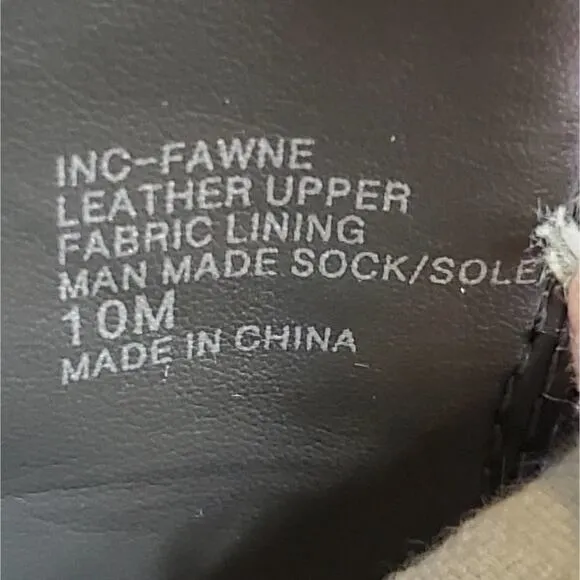 INC-FAWNE
LEATHER UPPER
FABRIC LINING
MAN MADE SOCK/SOLE
10M
MADE IN CHINA